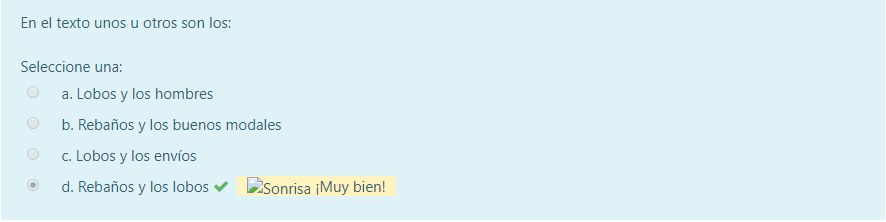 En el texto unos u otros son los:
Seleccione una:
a. Lobos y los hombres
b. Rebaños y los buenos modales
c. Lobos y los envíos
d. Rebaños y los lobos Sonrisa ¡Muy bien!